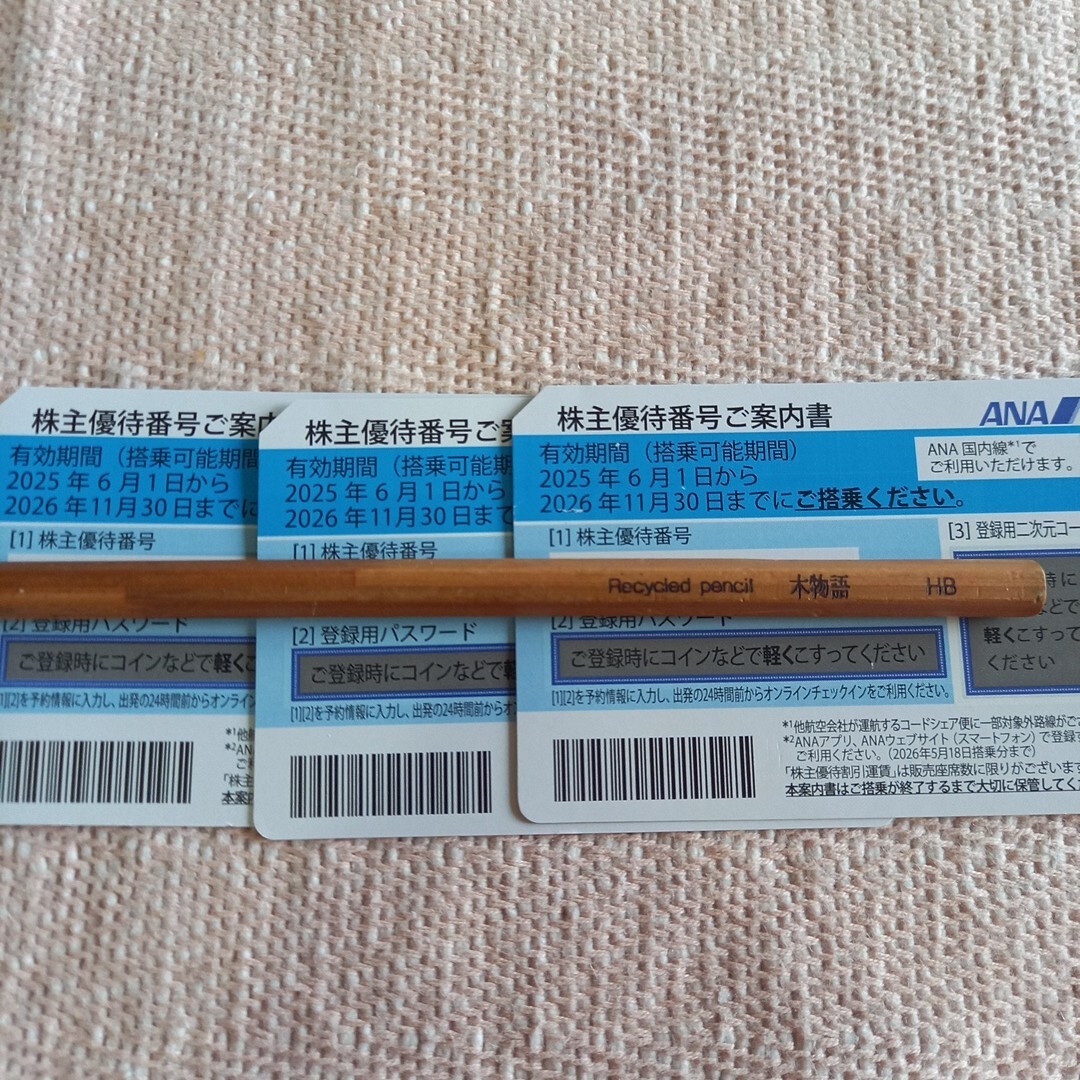 株主優待番号ご案内
有効期間（搭乗可能期間
2025 年 6 月 1 日から
2026 年11月30日までに
[1] 株主優待番号
[2] 登録用パスワード
ご登録時にコインなどで軽くこ
[1][2]を予約情報に入力し、出発の24時間前からオンライン
*1他
*2AN
ご利
「株主
本案内
株主優待番号ご
有効期間（搭乗可能
2025 年 6 月 1 日から
2026 年11月30日まで
[1] 株主優待番号
[2] 登録用パスワード
ご登録時にコインなどで軽
[1][2]を予約情報に入力し、出発の24時間前からオ
株主優待番号ご案内書
ANA
有効期間（搭乗可能期間）
2025 年 6 月 1 日から
2026 年11月30日までにご搭乗ください。
ANA 国内線*1で
ご利用いただけます。
[1] 株主優待番号
[3] 登録用二次元コー
Recycled pencil 木物語 HB
時に
などで
軽くこすって
ください
[2] 登録用パスワード
ご登録時にコインなどで軽くこすってください
[1][2]を予約情報に入力し、出発の24時間前からオンラインチェックインをご利用ください。
*1他航空会社が運航するコードシェア便に一部対象外路線がござ
*2ANAアプリ、ANAウェブサイト（スマートフォン）で登録す
ご利用ください。（2026年5月18日搭乗分まで）
「株主優待割引運賃」は販売座席数に限りがございます
本案内書はご搭乗が終了するまで大切に保管してくだ